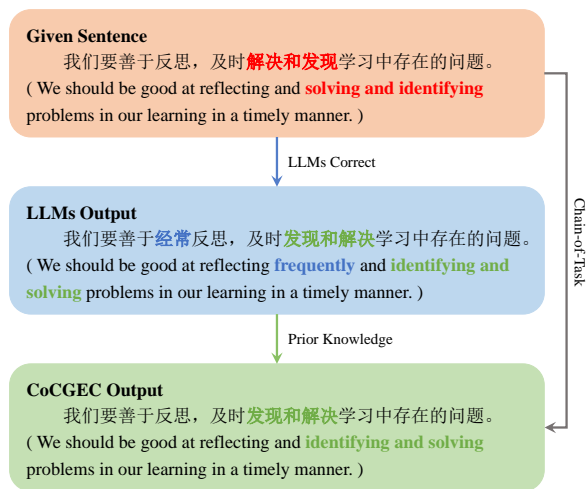 Given Sentence
我们要善于反思，及时解决和发现学习中存在的问题。
( We should be good at reflecting and solving and identifying
problems in our learning in a timely manner. )
LLMs Correct
LLMs Output
我们要善于经常反思，及时发现和解决学习中存在的问题。
( We should be good at reflecting frequently and identifying and
solving problems in our learning in a timely manner. )
Prior Knowledge
CoCGEC Output
我们要善于反思，及时发现和解决学习中存在的问题。
( We should be good at reflecting and identifying and solving
problems in our learning in a timely manner. )
Chain-of-Task